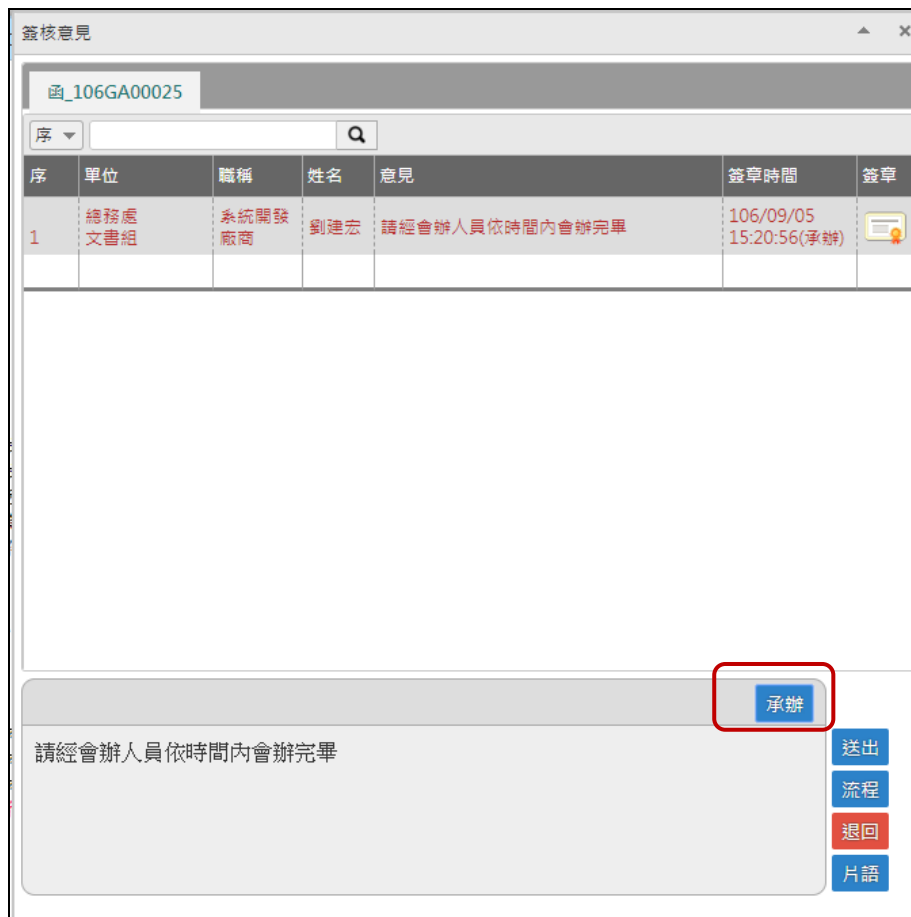 簽核意見
函_106GA00025
序
序 單位 職稱 姓名 意見 簽章時間 簽章
1 總務處 文書組 系統開發 廠商 劉建宏 請經會辦人員依時間內會辦完畢 106/09/05 15:20:56(承辦)
承辦
請經會辦人員依時間內會辦完畢
送出
流程
退回
片語